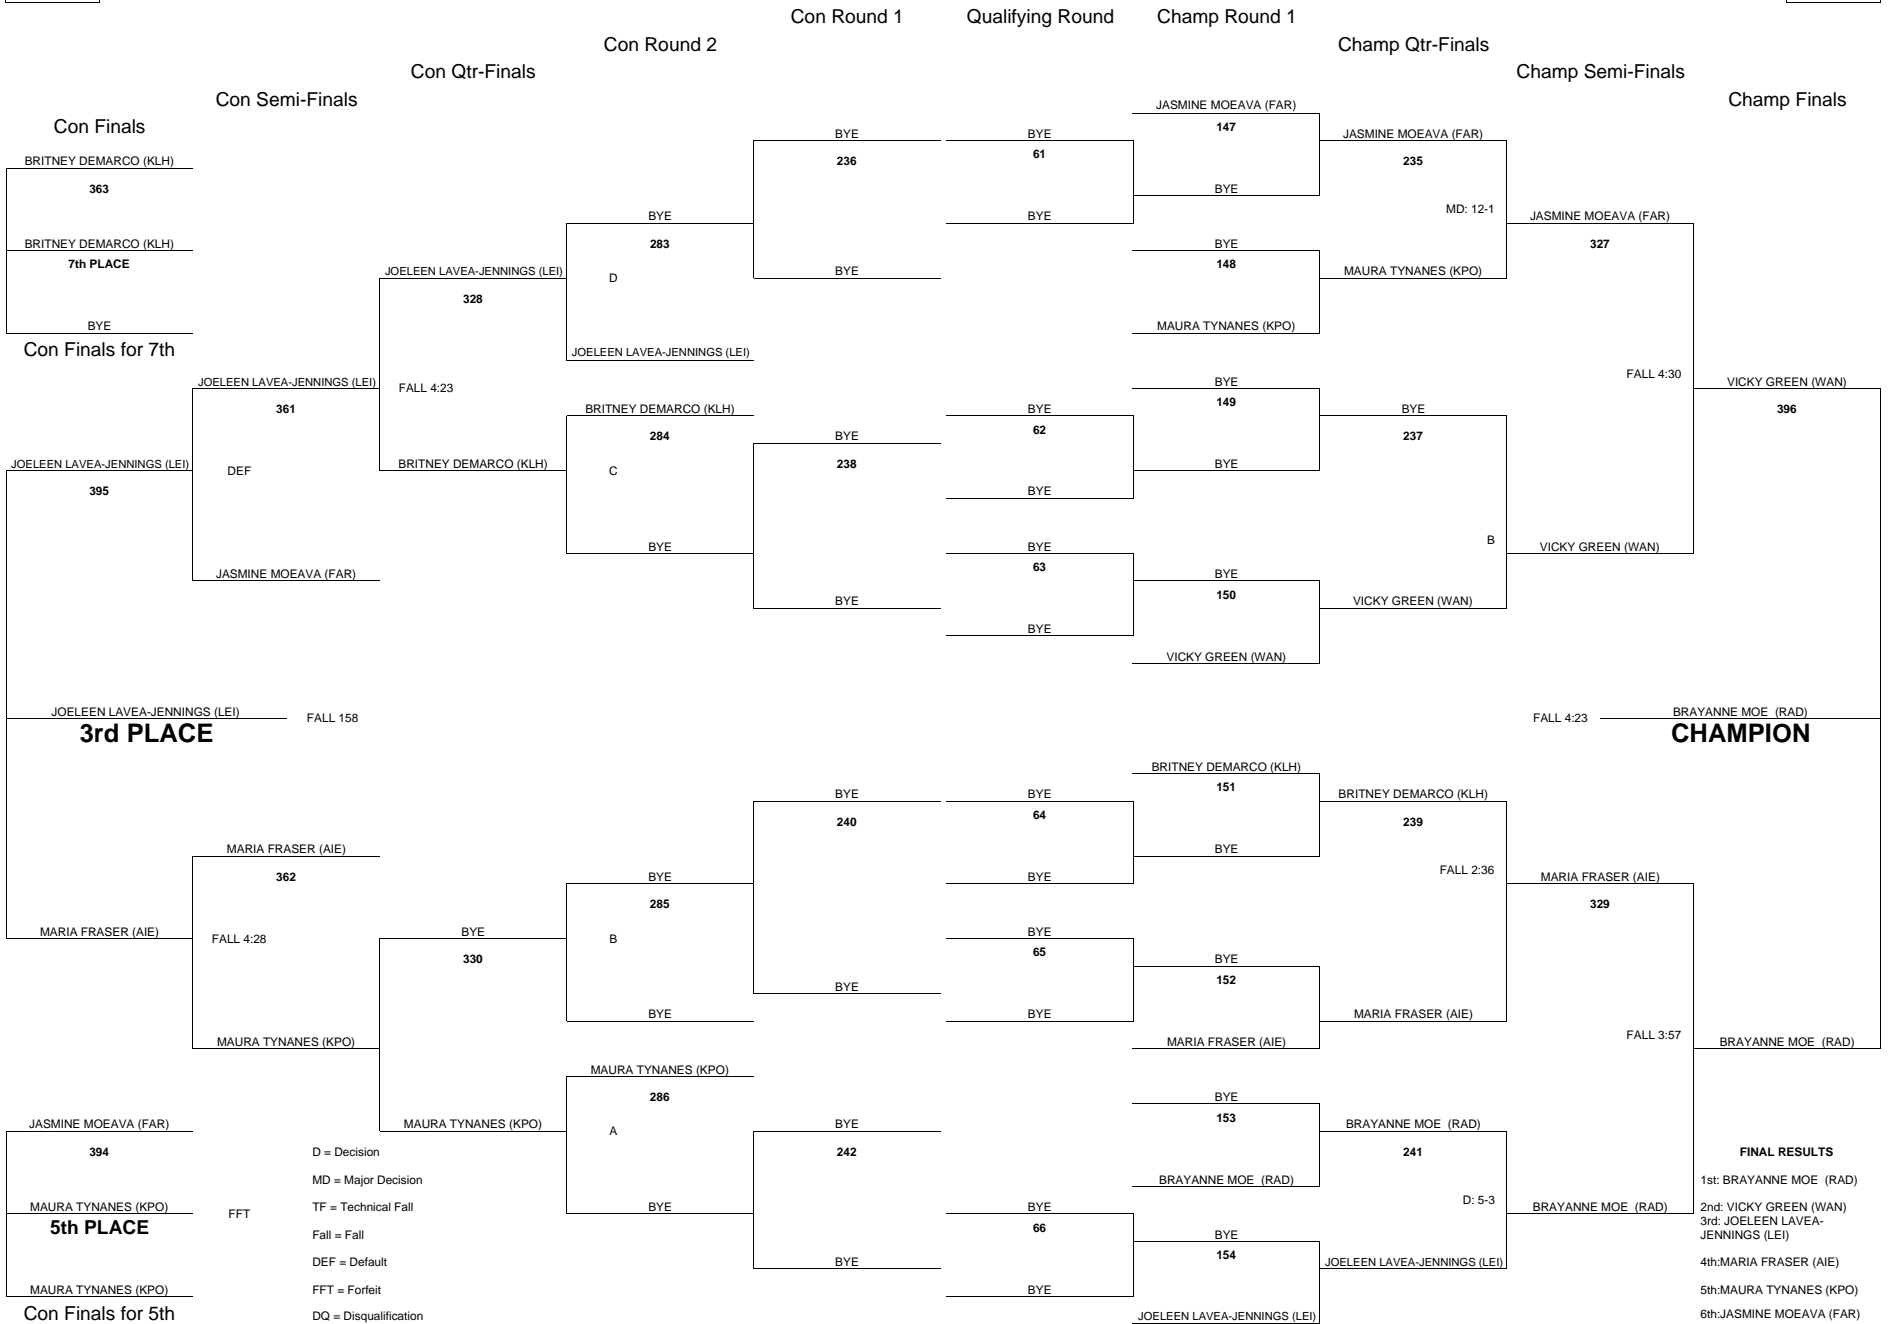 Con Round 1 Qualifying Round Champ Round 1
Con Round 2 Champ Qtr-Finals
Con Qtr-Finals Champ Semi-Finals
Con Semi-Finals Champ Finals
Con Finals
BRITNEY DEMARCO (KLH)
363
BRITNEY DEMARCO (KLH)
7th PLACE
BYE
Con Finals for 7th
JOELEEN LAVEA-JENNINGS (LEI)
395
JOELEEN LAVEA-JENNINGS (LEI)
3rd PLACE
FALL 158
MARIA FRASER (AIE)
JASMINE MOEAVA (FAR)
394
MAURA TYNANES (KPO)
5th PLACE
FFT
MAURA TYNANES (KPO)
Con Finals for 5th
JOELEEN LAVEA-JENNINGS (LEI)
361
DEF
JASMINE MOEAVA (FAR)
MARIA FRASER (AIE)
362
FALL 4:28
MAURA TYNANES (KPO)
D = Decision
MD = Major Decision
TF = Technical Fall
Fall = Fall
DEF = Default
FFT = Forfeit
DQ = Disqualification
JOELEEN LAVEA-JENNINGS (LEI)
328
FALL 4:23
BRITNEY DEMARCO (KLH)
BYE
330
MAURA TYNANES (KPO)
BYE
283
D
JOELEEN LAVEA-JENNINGS (LEI)
BRITNEY DEMARCO (KLH)
284
C
BYE
BYE
285
B
BYE
MAURA TYNANES (KPO)
286
A
BYE
BYE
236
BYE
BYE
238
BYE
BYE
240
BYE
BYE
242
BYE
BYE
61
BYE
BYE
62
BYE
BYE
63
BYE
BYE
64
BYE
BYE
65
BYE
BYE
66
BYE
JASMINE MOEAVA (FAR)
147
BYE
BYE
148
MAURA TYNANES (KPO)
BYE
149
BYE
BYE
150
VICKY GREEN (WAN)
BRITNEY DEMARCO (KLH)
151
BYE
BYE
152
MARIA FRASER (AIE)
BYE
153
BRAYANNE MOE (RAD)
BYE
154
JOELEEN LAVEA-JENNINGS (LEI)
JASMINE MOEAVA (FAR)
235
MD: 12-1
MAURA TYNANES (KPO)
BYE
237
B
VICKY GREEN (WAN)
BRITNEY DEMARCO (KLH)
239
FALL 2:36
MARIA FRASER (AIE)
BRAYANNE MOE (RAD)
241
D: 5-3
JOELEEN LAVEA-JENNINGS (LEI)
JASMINE MOEAVA (FAR)
327
FALL 4:30
VICKY GREEN (WAN)
MARIA FRASER (AIE)
329
FALL 3:57
BRAYANNE MOE (RAD)
VICKY GREEN (WAN)
396
FALL 4:23
BRAYANNE MOE (RAD)
CHAMPION
BRAYANNE MOE (RAD)
FINAL RESULTS
1st: BRAYANNE MOE (RAD)
2nd: VICKY GREEN (WAN)
3rd: JOELEEN LAVEA-
JENNINGS (LEI)
4th:MARIA FRASER (AIE)
5th:MAURA TYNANES (KPO)
6th:JASMINE MOEAVA (FAR)